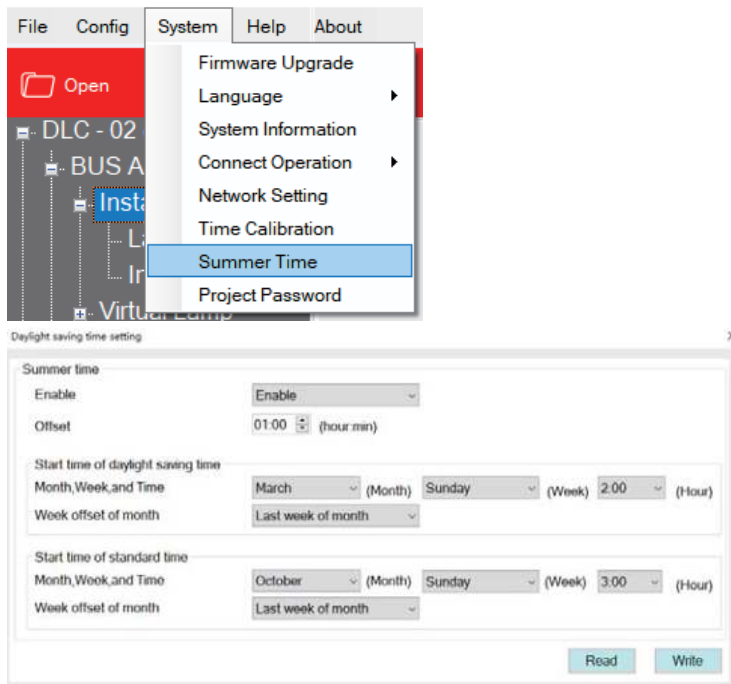 File Config System Help About
Firmware Upgrade
Open
Language
DLC - 02
System Information
BUS A
Connect Operation
Network Setting
Time Calibration
Summer Time
Project Password
Daylight saving time setting
Summer time
Enable Enable
Offset 01:00 (hour:min)
Start time of daylight saving time
Month,Week,and Time March (Month) Sunday (Week) 2:00 (Hour)
Week offset of month Last week of month
Start time of standard time
Month,Week,and Time October (Month) Sunday (Week) 3:00 (Hour)
Week offset of month Last week of month
Read Write